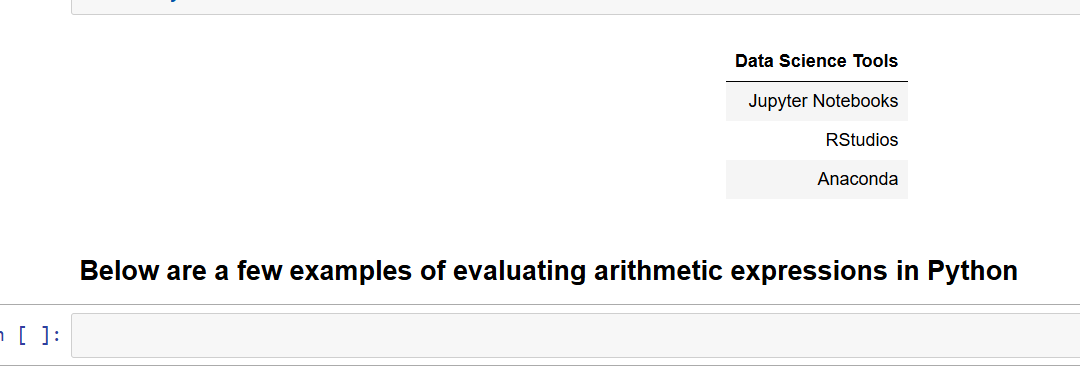 Data Science Tools
Jupyter Notebooks
RStudios
Anaconda
Below are a few examples of evaluating arithmetic expressions in Python
[ ]: